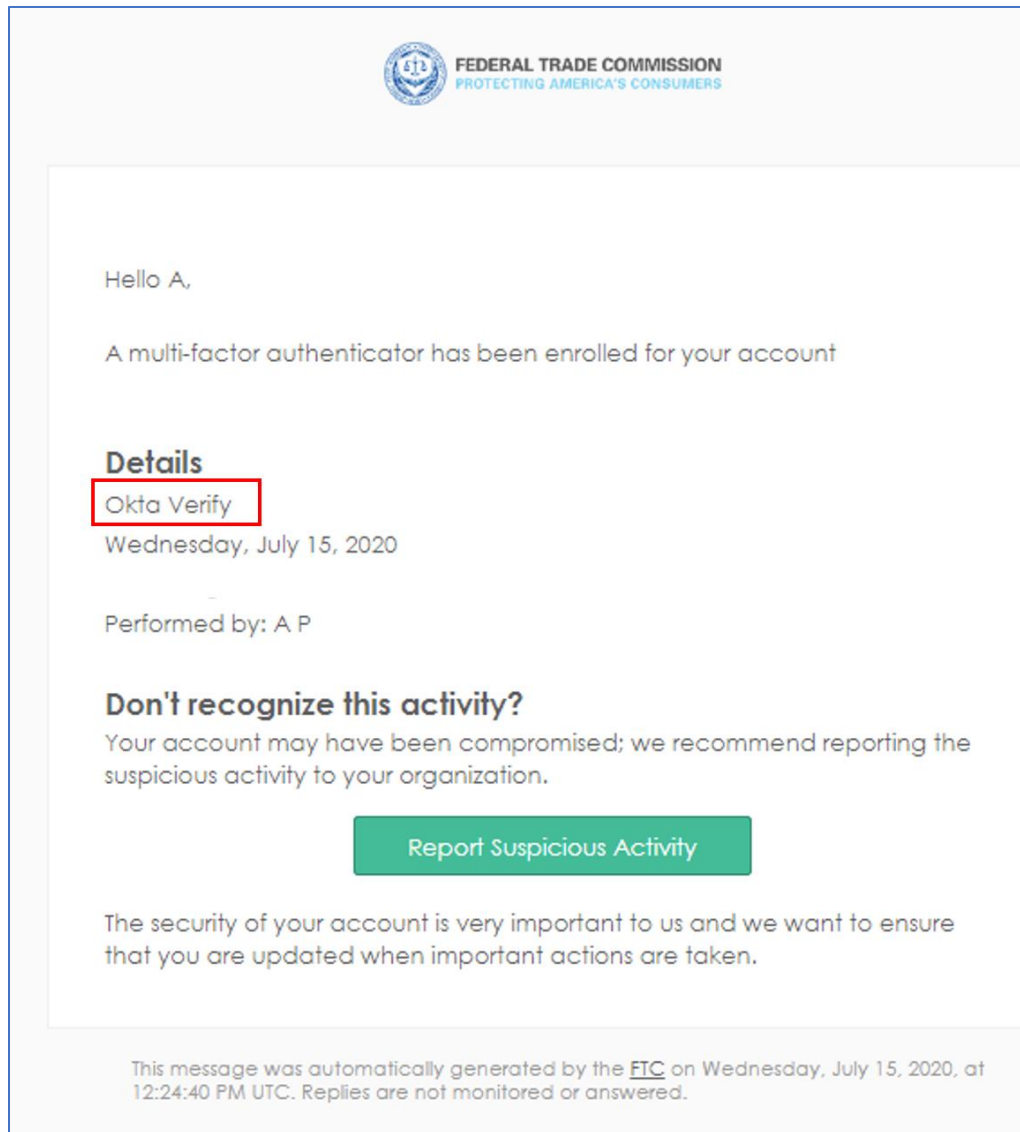 FEDERAL TRADE COMMISSION
PROTECTING AMERICA'S CONSUMERS
Hello A,
A multi-factor authenticator has been enrolled for your account
Details
Okta Verify
Wednesday, July 15, 2020
Performed by: A P
Don't recognize this activity?
Your account may have been compromised; we recommend reporting the
suspicious activity to your organization.
Report Suspicious Activity
The security of your account is very important to us and we want to ensure
that you are updated when important actions are taken.
This message was automatically generated by the FTC on Wednesday, July 15, 2020, at
12:24:40 PM UTC. Replies are not monitored or answered.